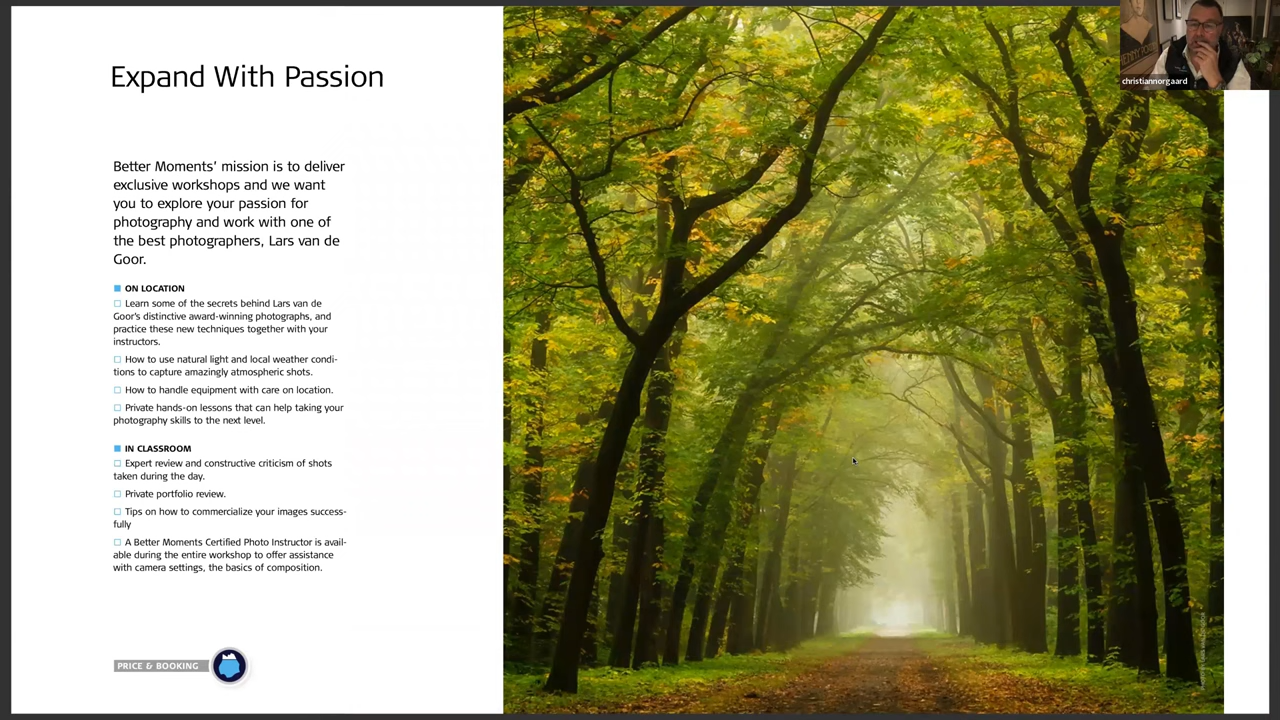 Expand With Passion
christiannorgaard
Better Moments’ mission is to deliver
exclusive workshops and we want
you to explore your passion for
photography and work with one of
the best photographers, Lars van de
Goor.
ON LOCATION
Learn some of the secrets behind Lars van de
Goor's distinctive award-winning photographs, and
practice these new techniques together with your
instructors.
How to use natural light and local weather condi-
tions to capture amazingly atmospheric shots.
How to handle equipment with care on location.
Private hands-on lessons that can help taking your
photography skills to the next level.
IN CLASSROOM
Expert review and constructive criticism of shots
taken during the day.
Private portfolio review.
Tips on how to commercialize your images success-
fully
A Better Moments Certified Photo Instructor is avail-
able during the entire workshop to offer assistance
with camera settings, the basics of composition.
PRICE & BOOKING